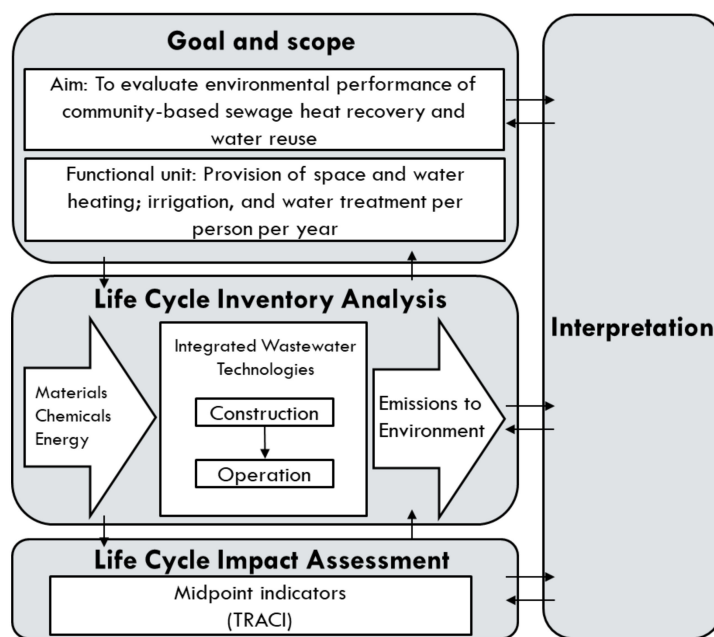 Goal and scope
Aim: To evaluate environmental performance of
community-based sewage heat recovery and
water reuse
Functional unit: Provision of space and water
heating; irrigation, and water treatment per
person per year
Life Cycle Inventory Analysis
Materials
Chemicals
Energy
Integrated Wastewater
Technologies
Construction
Operation
Emissions to
Environment
Life Cycle Impact Assessment
Midpoint indicators
(TRACI)
Interpretation